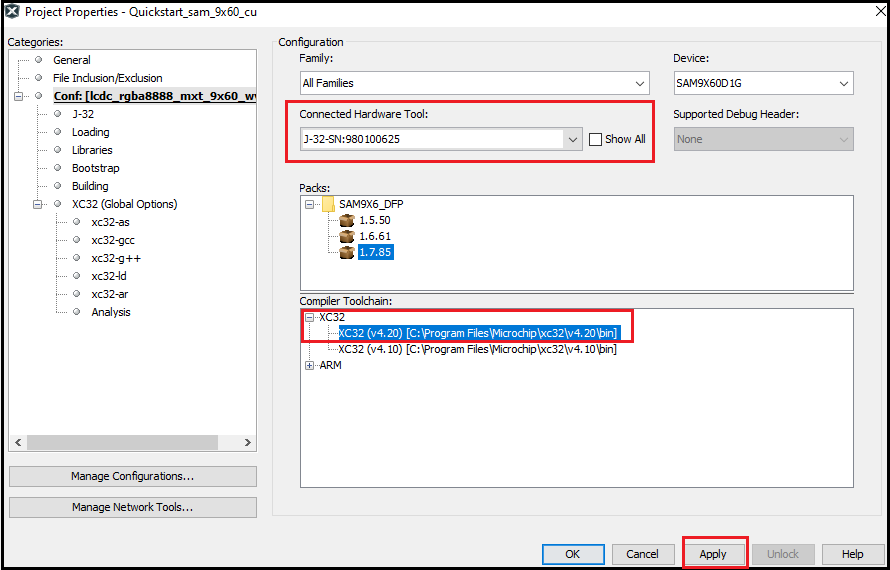 Project Properties - Quickstart_sam_9x60_cu
Categories:
General
File Inclusion/Exclusion
Conf: [lcdc_rgba8888_mxt_9x60_w
J-32
Loading
Libraries
Bootstrap
Building
XC32 (Global Options)
xc32-as
xc32-gcc
xc32-g++
xc32-ld
xc32-ar
Analysis
Manage Configurations...
Manage Network Tools...
Configuration
Family:
All Families
Device:
SAM9X60D1G
Connected Hardware Tool:
J-32-SN:980100625
Show All
Supported Debug Header:
None
Packs:
SAM9X6_DFP
1.5.50
1.6.61
1.7.85
Compiler Toolchain:
XC32
XC32 (v4.20) [C:\Program Files\Microchip\xc32\v4.20\bin]
XC32 (v4.10) [C:\Program Files\Microchip\xc32\v4.10\bin]
ARM
OK
Cancel
Apply
Unlock
Help